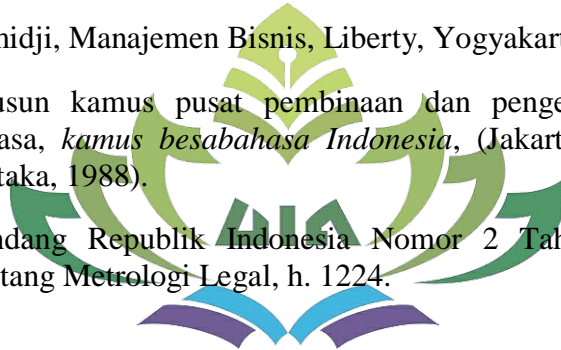 nidji, Manajemen Bisnis, Liberty, Yogyakart
usun kamus pusat pembinaan dan penge
asa, kamus besabahasa Indonesia, (Jakart
taka, 1988).
ndang Republik Indonesia Nomor 2 Tah
tang Metrologi Legal, h. 1224.